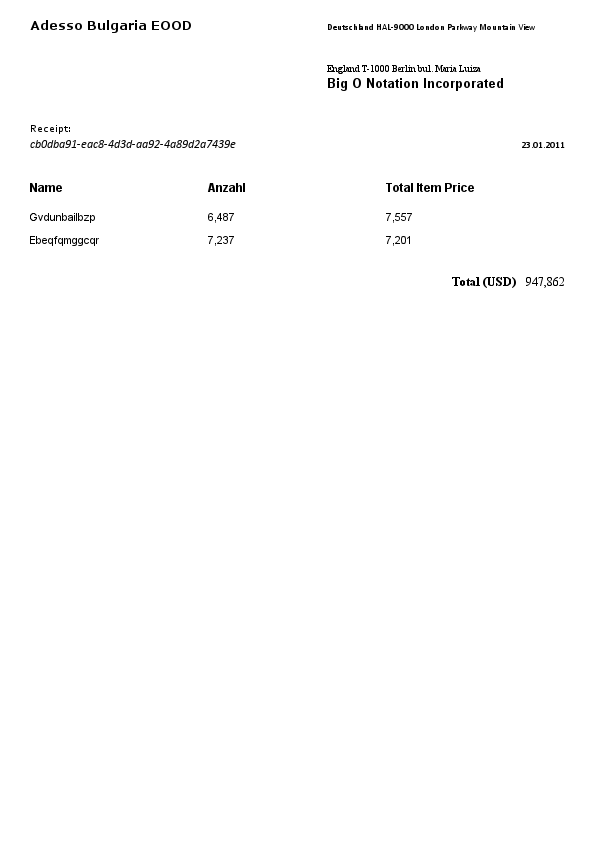 Adesso Bulgaria EOOD
Deutschland HAL-9000 London Parkway Mountain View
England T-1000 Berlin bul. Maria Luiza
Big O Notation Incorporated
Receipt:
cb0dba91-eac8-4d3d-aa92-4a89d2a7439e
23.01.2011
Name Anzahl Total Item Price
Gvdunbailbzp 6,487 7,557
Ebeqfqmggcqr 7,237 7,201
Total (USD) 947,862